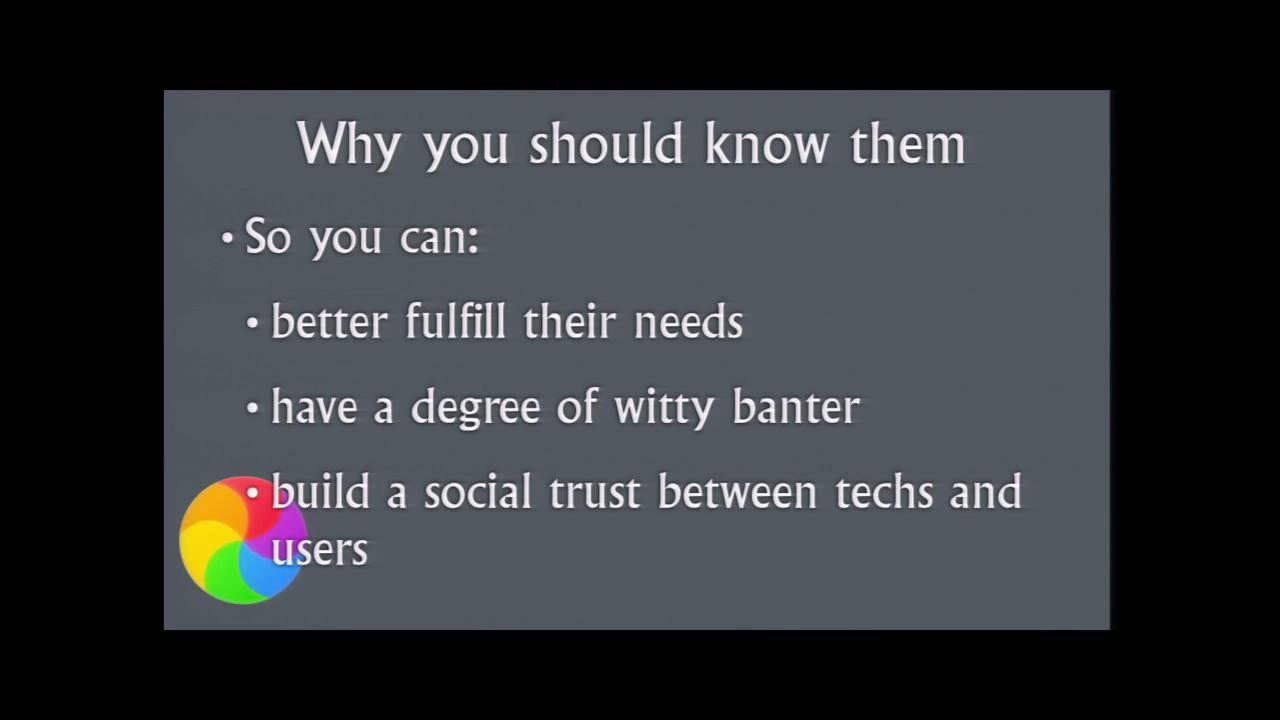 Why you should know them
• So you can:
• better fulfill their needs
• have a degree of witty banter
• build a social trust between techs and
users